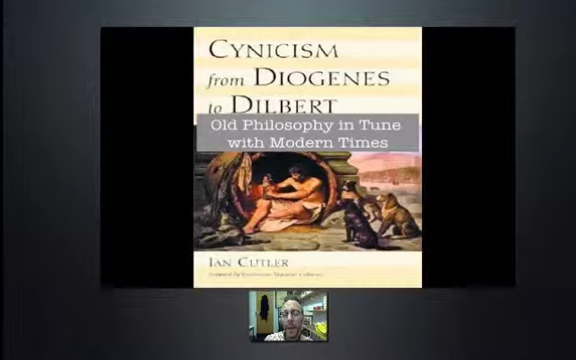 CYNICISM
from DIOGENES
to DILBERT
Old Philosophy in Tune
with Modern Times
IAN CUTLER